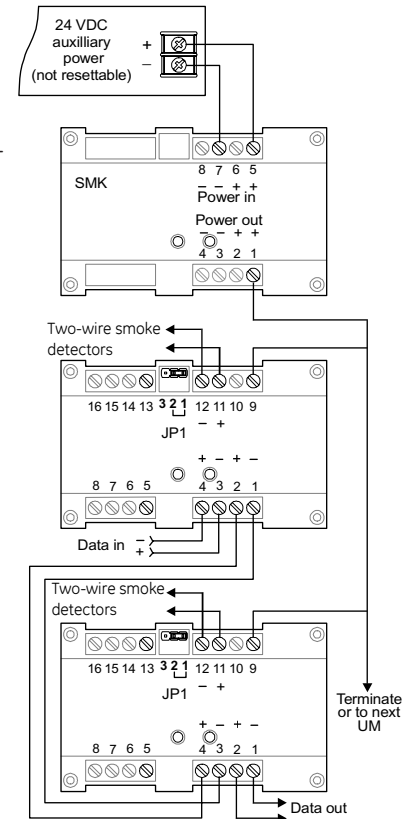 24 VDC
auxilliary
power
(not resettable)
+
–
8 7 6 5
SMK
– – + +
Power in
Power out
– – + +
4 3 2 1
Two-wire smoke
detectors
16 15 14 13 3 2 1 12 11 10 9
– +
JP1
+ – + –
8 7 6 5 4 3 2 1
Data in – +
Two-wire smoke
detectors
16 15 14 13 3 2 1 12 11 10 9
– +
JP1
Terminate
or to next
UM
+ – + –
8 7 6 5 4 3 2 1
Data out